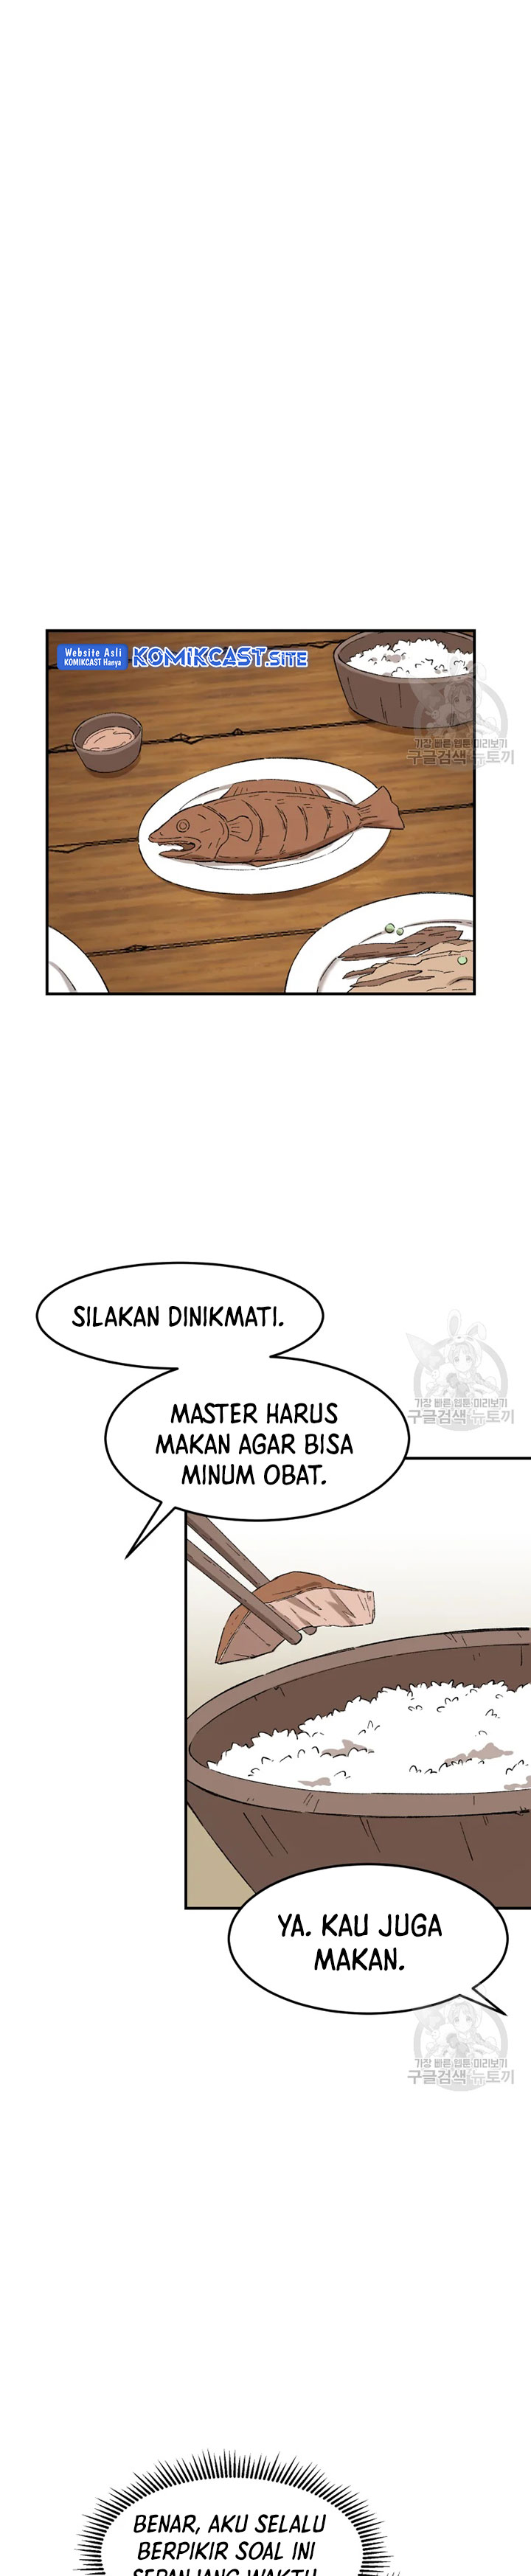 Website Asli
KOMIKCAST Hanya
KOMIKCAST.SITE
가장 빠른 웹툰 미리보기
구글검색 뉴토끼
SILAKAN DINIKMATI.
가장 빠른 웹툰 미리보기
구글검색 뉴토끼
MASTER HARUS
MAKAN AGAR BISA
MINUM OBAT.
YA. KAU JUGA
MAKAN.
가장 빠른 웹툰 미리보기
구글검색 뉴토끼
BENAR, AKU SELALU
BERPIKIR SOAL INI
SEPANJANG WAKTU